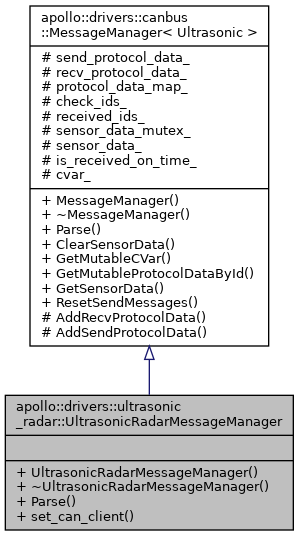 apollo::drivers::canbus
::MessageManager< Ultrasonic >
# send_protocol_data_
# recv_protocol_data_
# protocol_data_map_
# check_ids_
# received_ids_
# sensor_data_mutex_
# sensor_data_
# is_received_on_time_
# cvar_
+ MessageManager()
+ ~MessageManager()
+ Parse()
+ ClearSensorData()
+ GetMutableCVar()
+ GetMutableProtocolDataById()
+ GetSensorData()
+ ResetSendMessages()
# AddRecvProtocolData()
# AddSendProtocolData()
apollo::drivers::ultrasonic
_radar::UltrasonicRadarMessageManager
+ UltrasonicRadarMessageManager()
+ ~UltrasonicRadarMessageManager()
+ Parse()
+ set_can_client()